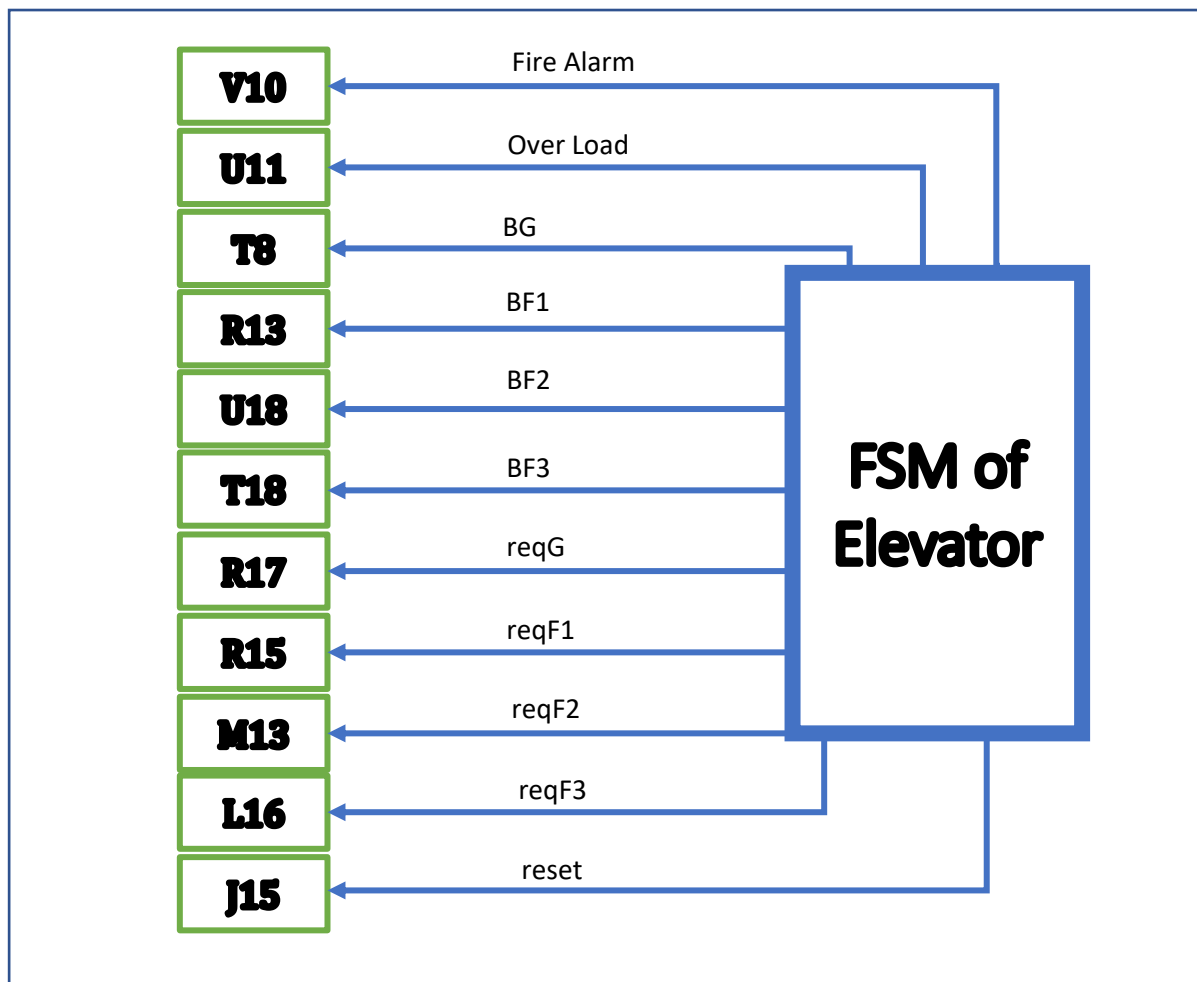 Fire Alarm
V10
Over Load
U11
BG
T8
BF1
R13
BF2
U18
BF3
T18
reqG
R17
reqF1
R15
reqF2
M13
reqF3
L16
reset
J15
FSM of
Elevator